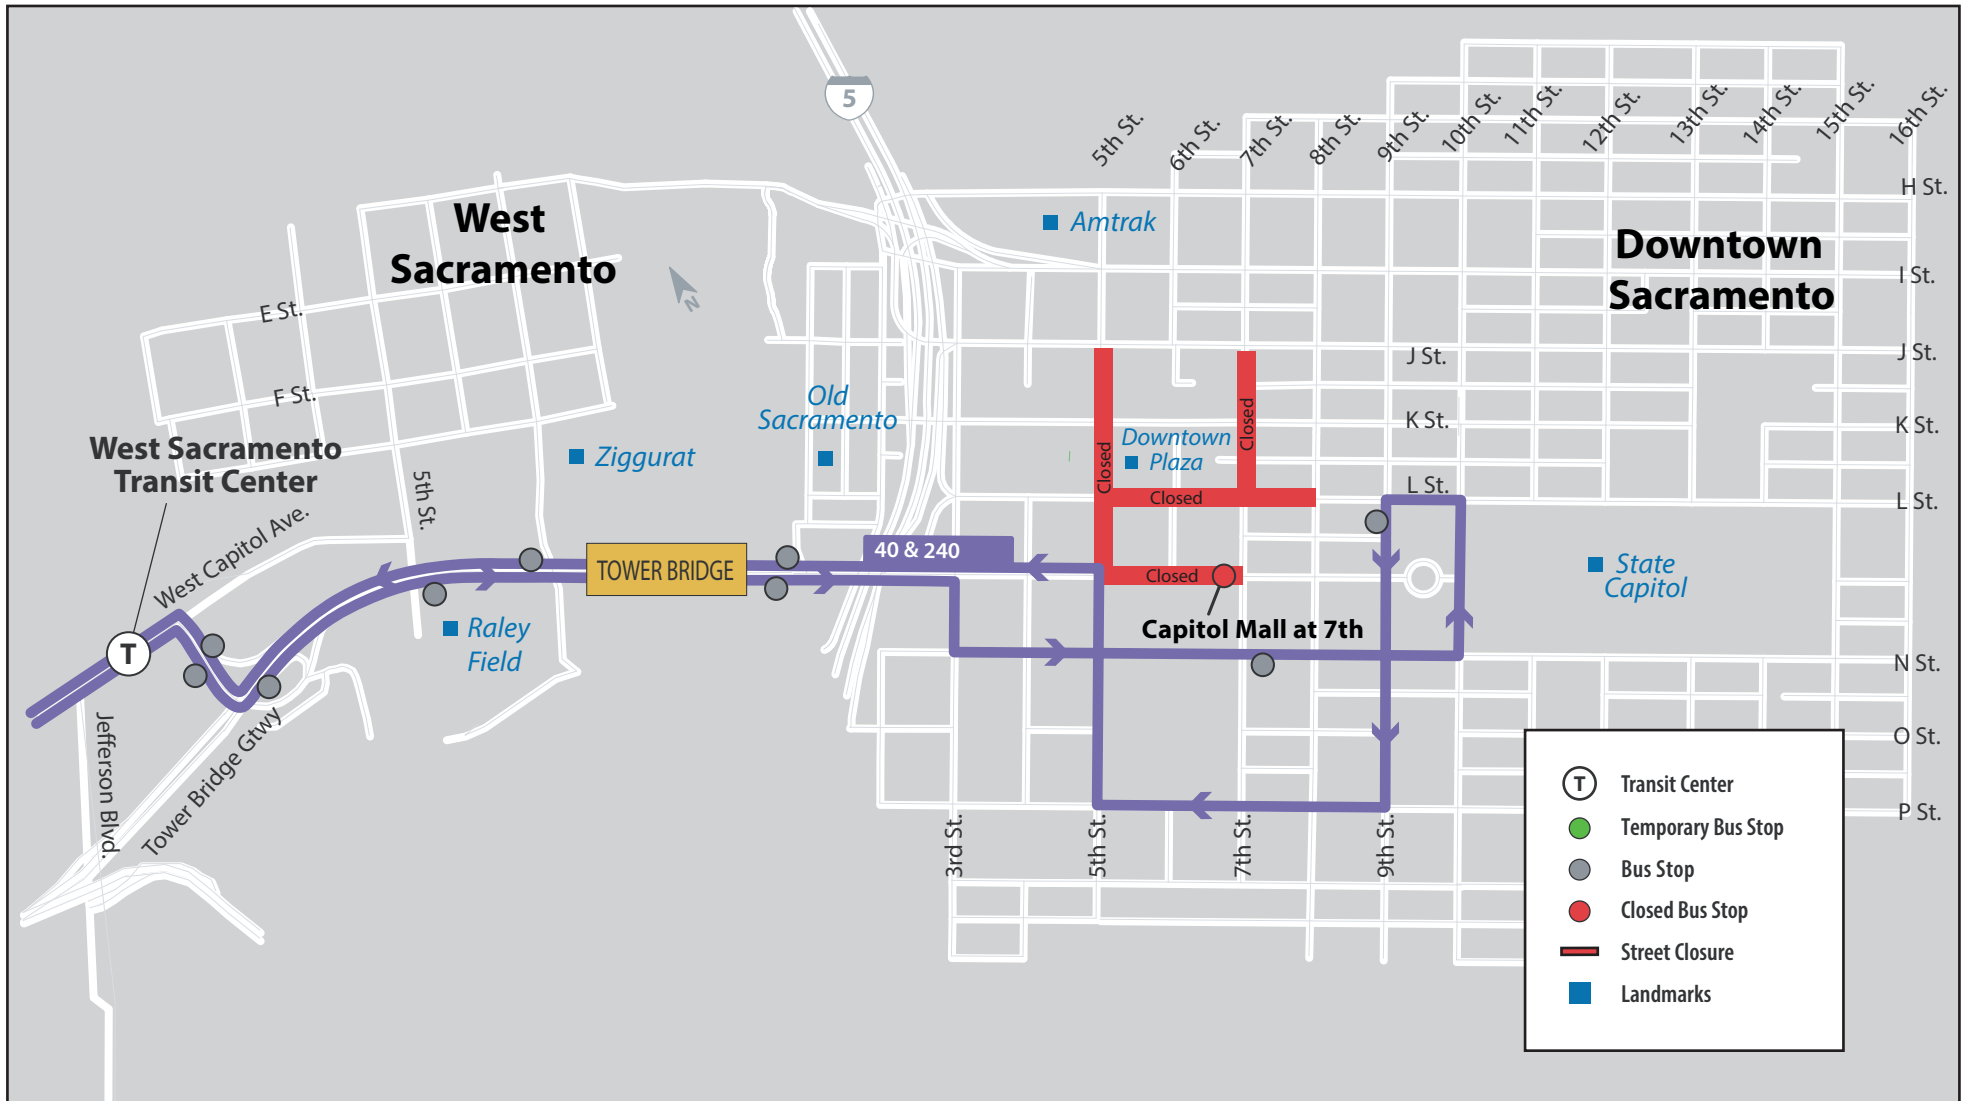 5
5th St.
6th St.
7th St.
8th St.
9th St.
10th St.
11th St.
12th St.
13th St.
14th St.
15th St.
16th St.
H St.
West
Sacramento
Amtrak
Downtown
Sacramento
I St.
N
E St.
J St.
J St.
F St.
Old
Sacramento
K St.
K St.
Closed
Downtown
Plaza
West Sacramento
Transit Center
Ziggurat
Closed
5th St.
L St.
L St.
Closed
West Capitol Ave.
40 & 240
TOWER BRIDGE
Closed
State
Capitol
Raley
Field
Capitol Mall at 7th
T
N St.
Jefferson Blvd.
Tower Bridge Gtwy
O St.
P St.
3rd St.
5th St.
7th St.
9th St.
T Transit Center
Temporary Bus Stop
Bus Stop
Closed Bus Stop
Street Closure
Landmarks